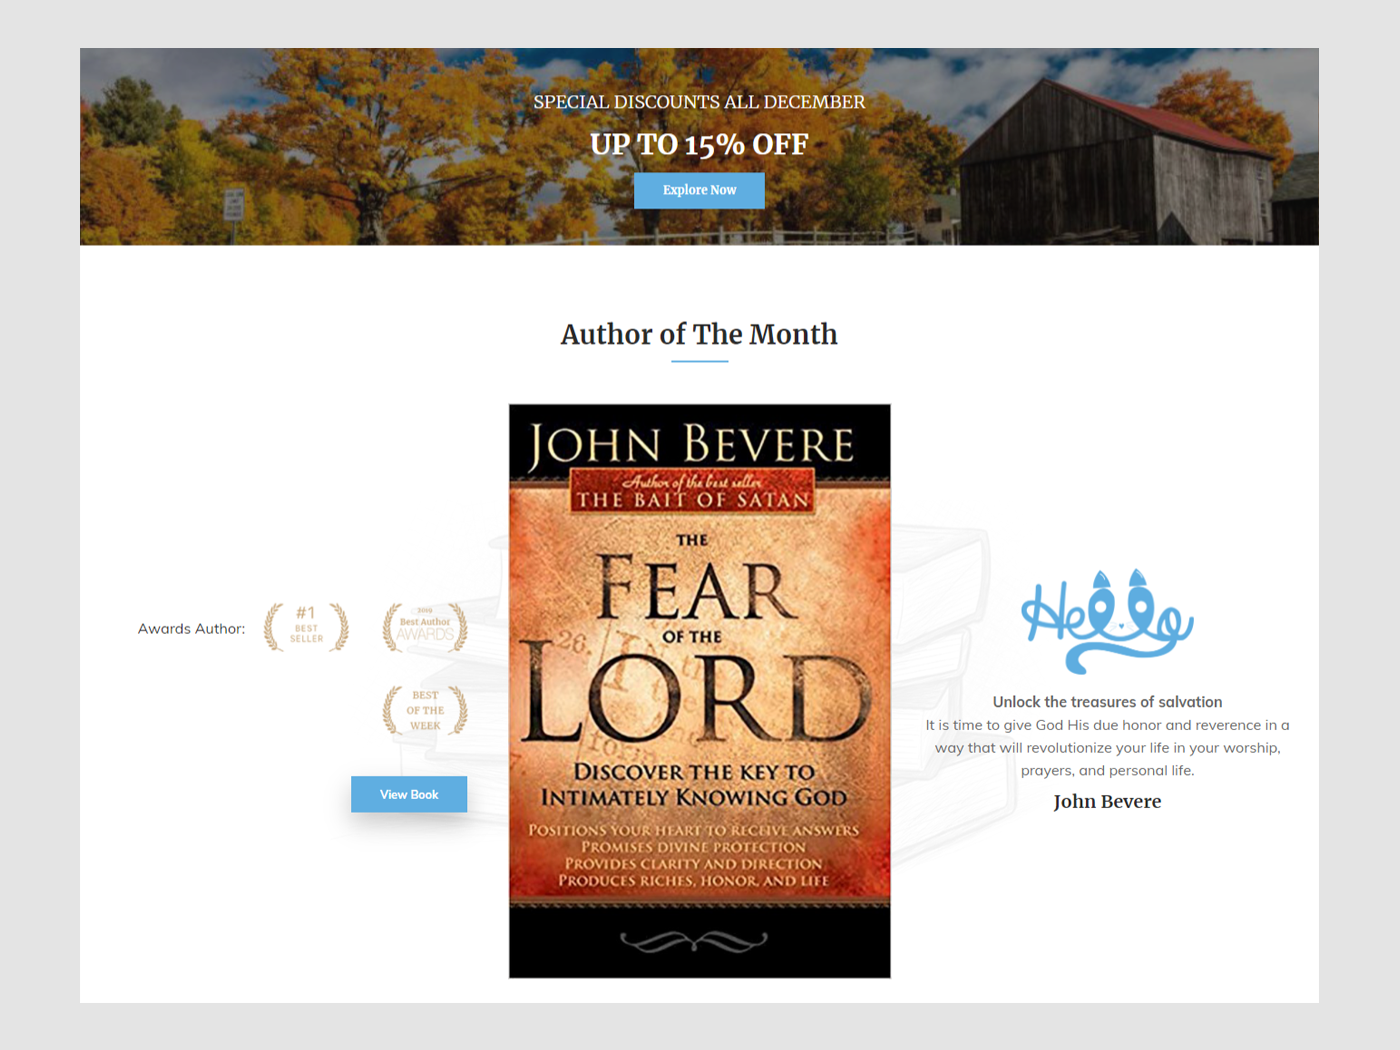 SPECIAL DISCOUNTS ALL DECEMBER
UP TO 15% OFF
Explore Now
Author of The Month
Awards Author:
#1
BEST
SELLER
2019
Best Author
AWARDS
BEST
OF THE
WEEK
View Book
JOHN BEVERE
Author of the best seller
THE BAIT OF SATAN
THE
FEAR
OF THE
LORD
DISCOVER THE KEY TO
INTIMATELY KNOWING GOD
POSITIONS YOUR HEART TO RECEIVE ANSWERS
PROMISES DIVINE PROTECTION
PROVIDES CLARITY AND DIRECTION
PRODUCES RICHES, HONOR, AND LIFE
Hello
Unlock the treasures of salvation
It is time to give God His due honor and reverence in a
way that will revolutionize your life in your worship,
prayers, and personal life.
John Bevere